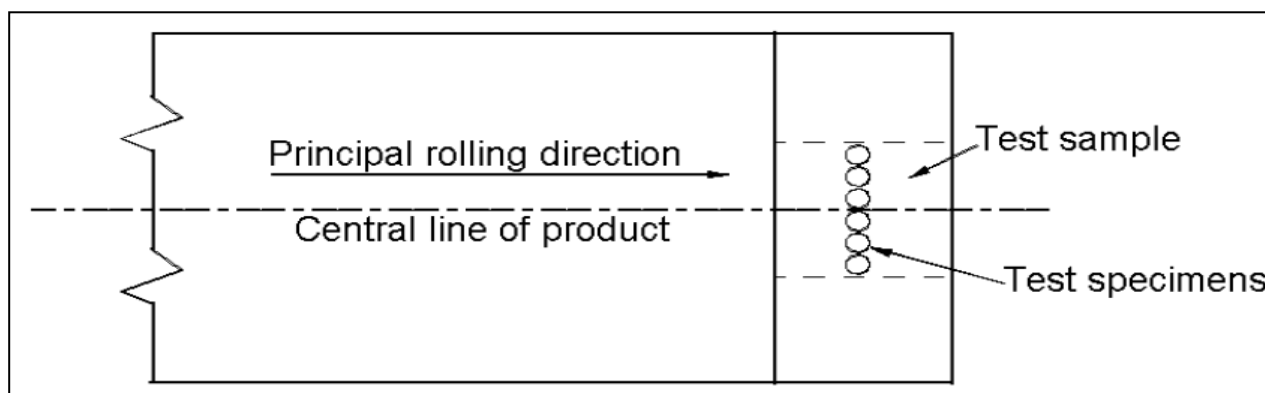 Principal rolling direction
Test sample
Central line of product
Test specimens